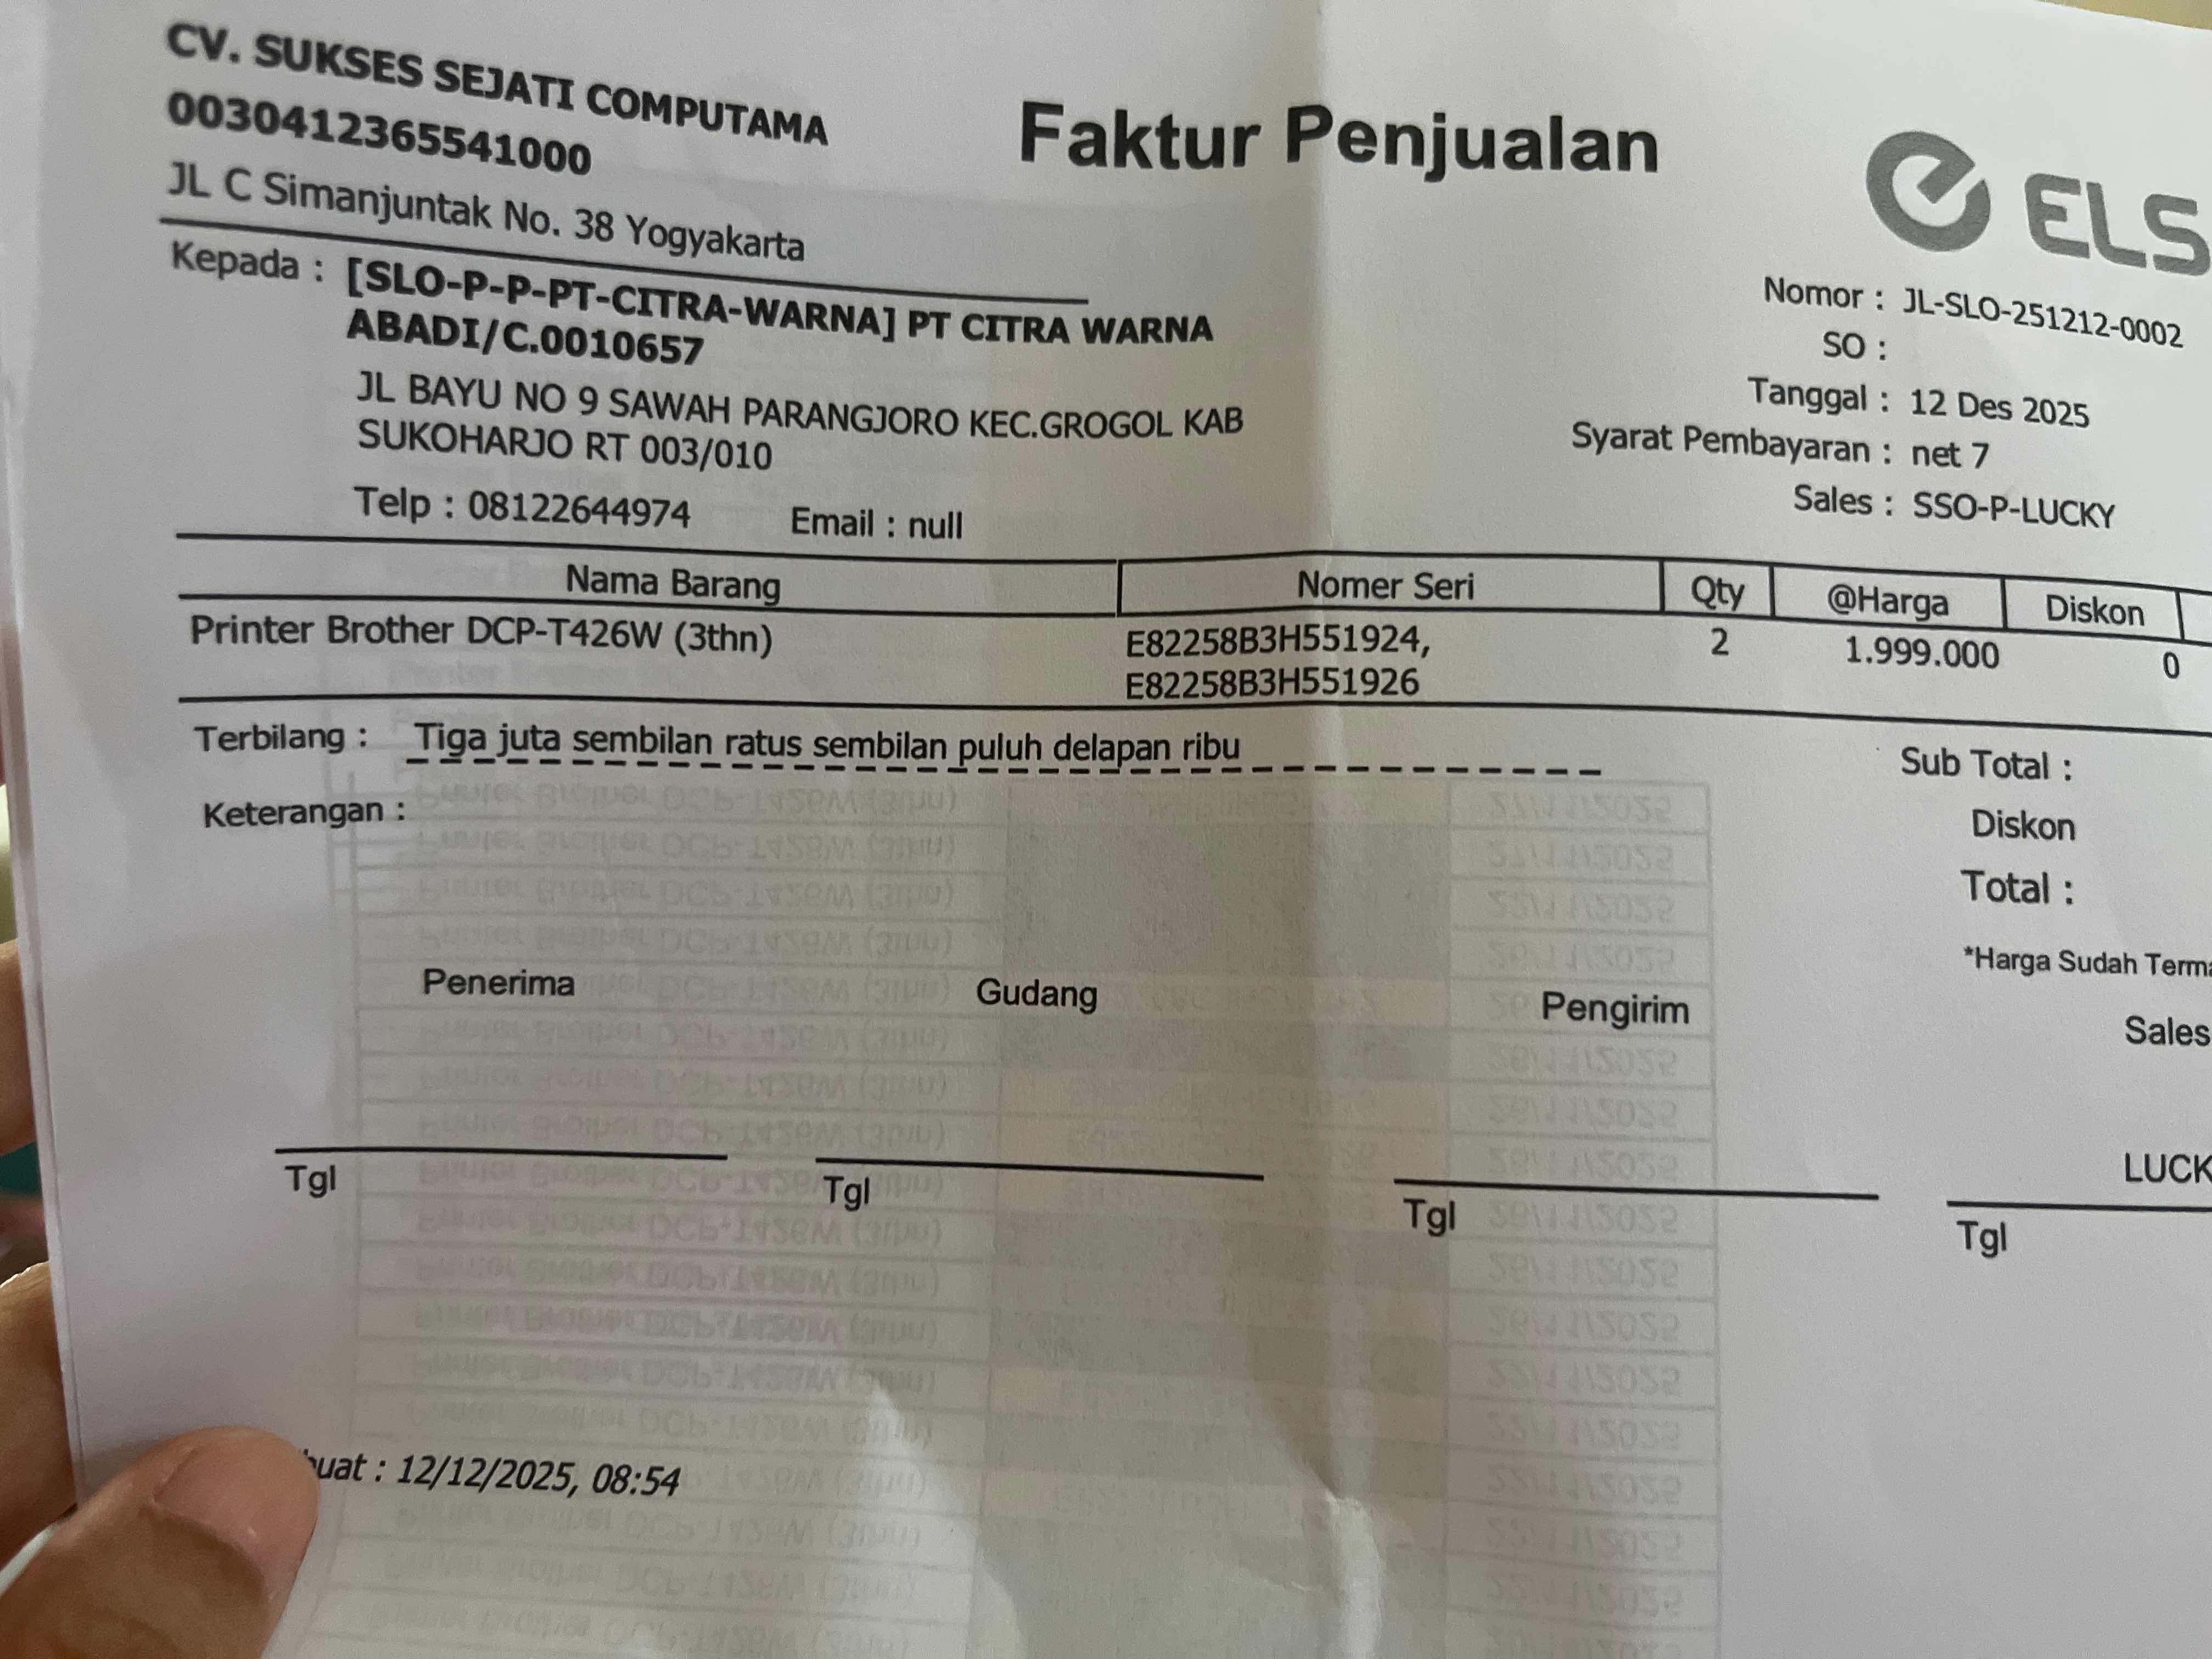 CV. SUKSES SEJATI COMPUTAMA
0030412365541000
JL C Simanjuntak No. 38 Yogyakarta
Faktur Penjualan
ELS
Kepada : [SLO-P-P-PT-CITRA-WARNA] PT CITRA WARNA
ABADI/C.0010657
JL BAYU NO 9 SAWAH PARANGJORO KEC.GROGOL KAB
SUKOHARJO RT 003/010
Telp : 08122644974 Email : null
Nomor : JL-SLO-251212-0002
SO :
Tanggal : 12 Des 2025
Syarat Pembayaran : net 7
Sales : SSO-P-LUCKY
Nama Barang Nomer Seri Qty @Harga Diskon
Printer Brother DCP-T426W (3thn) E82258B3H551924, 2 1.999.000 0
E82258B3H551926
Terbilang : Tiga juta sembilan ratus sembilan puluh delapan ribu
Keterangan :
Sub Total :
Diskon
Total :
*Harga Sudah
Penerima Gudang Pengirim Sales
LUCK
Tgl Tgl Tgl Tgl
: 12/12/2025, 08:54